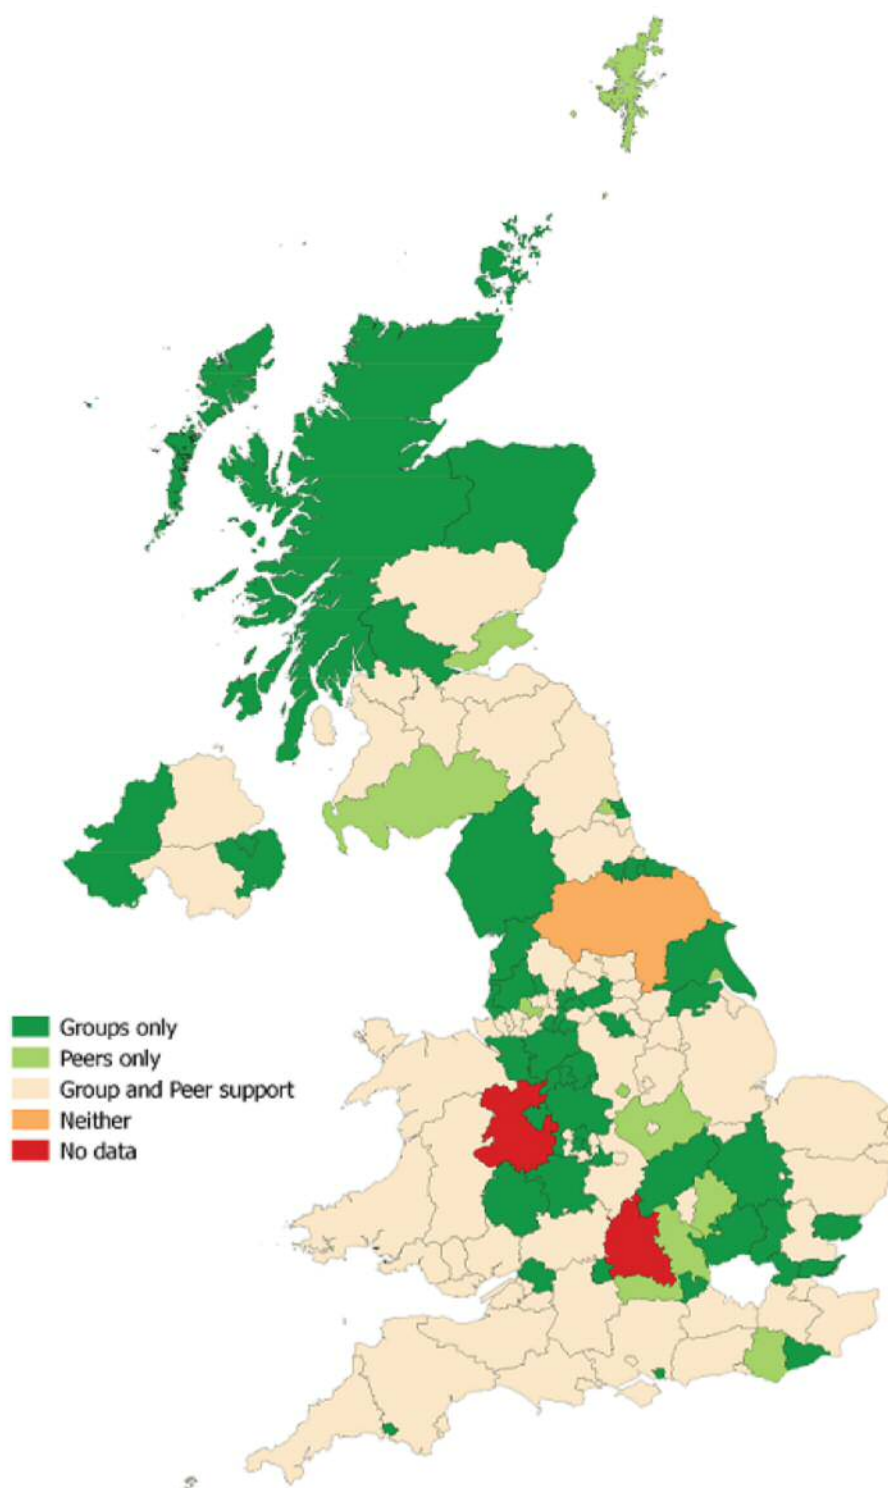 Groups only
Peers only
Group and Peer support
Neither
No data